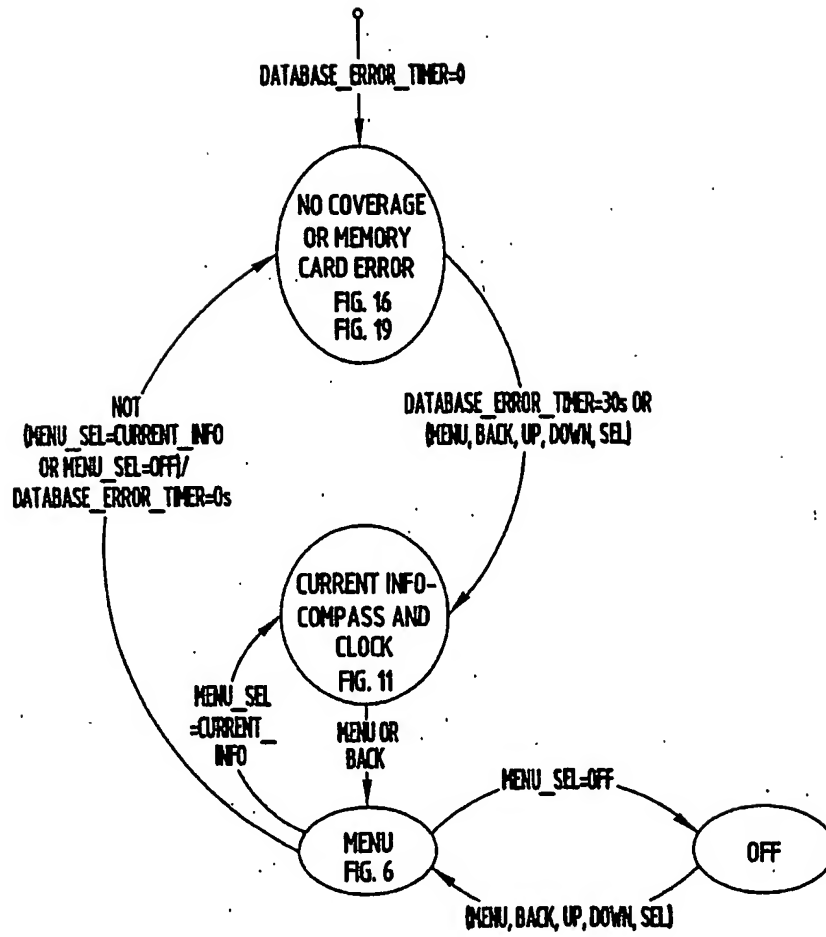 DATABASE_ERROR_TIMER=0
NO COVERAGE
OR MEMORY
CARD ERROR
FIG. 16
FIG. 19
NOT
(MENU_SEL=CURRENT_INFO
OR MENU_SEL=OFF)/
DATABASE_ERROR_TIMER=0s
DATABASE_ERROR_TIMER=30s OR
(MENU, BACK, UP, DOWN, SEL)
CURRENT INFO-
COMPASS AND
CLOCK
FIG. 11
MENU_SEL
=CURRENT_
INFO
MENU OR
BACK
MENU_SEL=OFF
MENU
FIG. 6
OFF
(MENU, BACK, UP, DOWN, SEL)